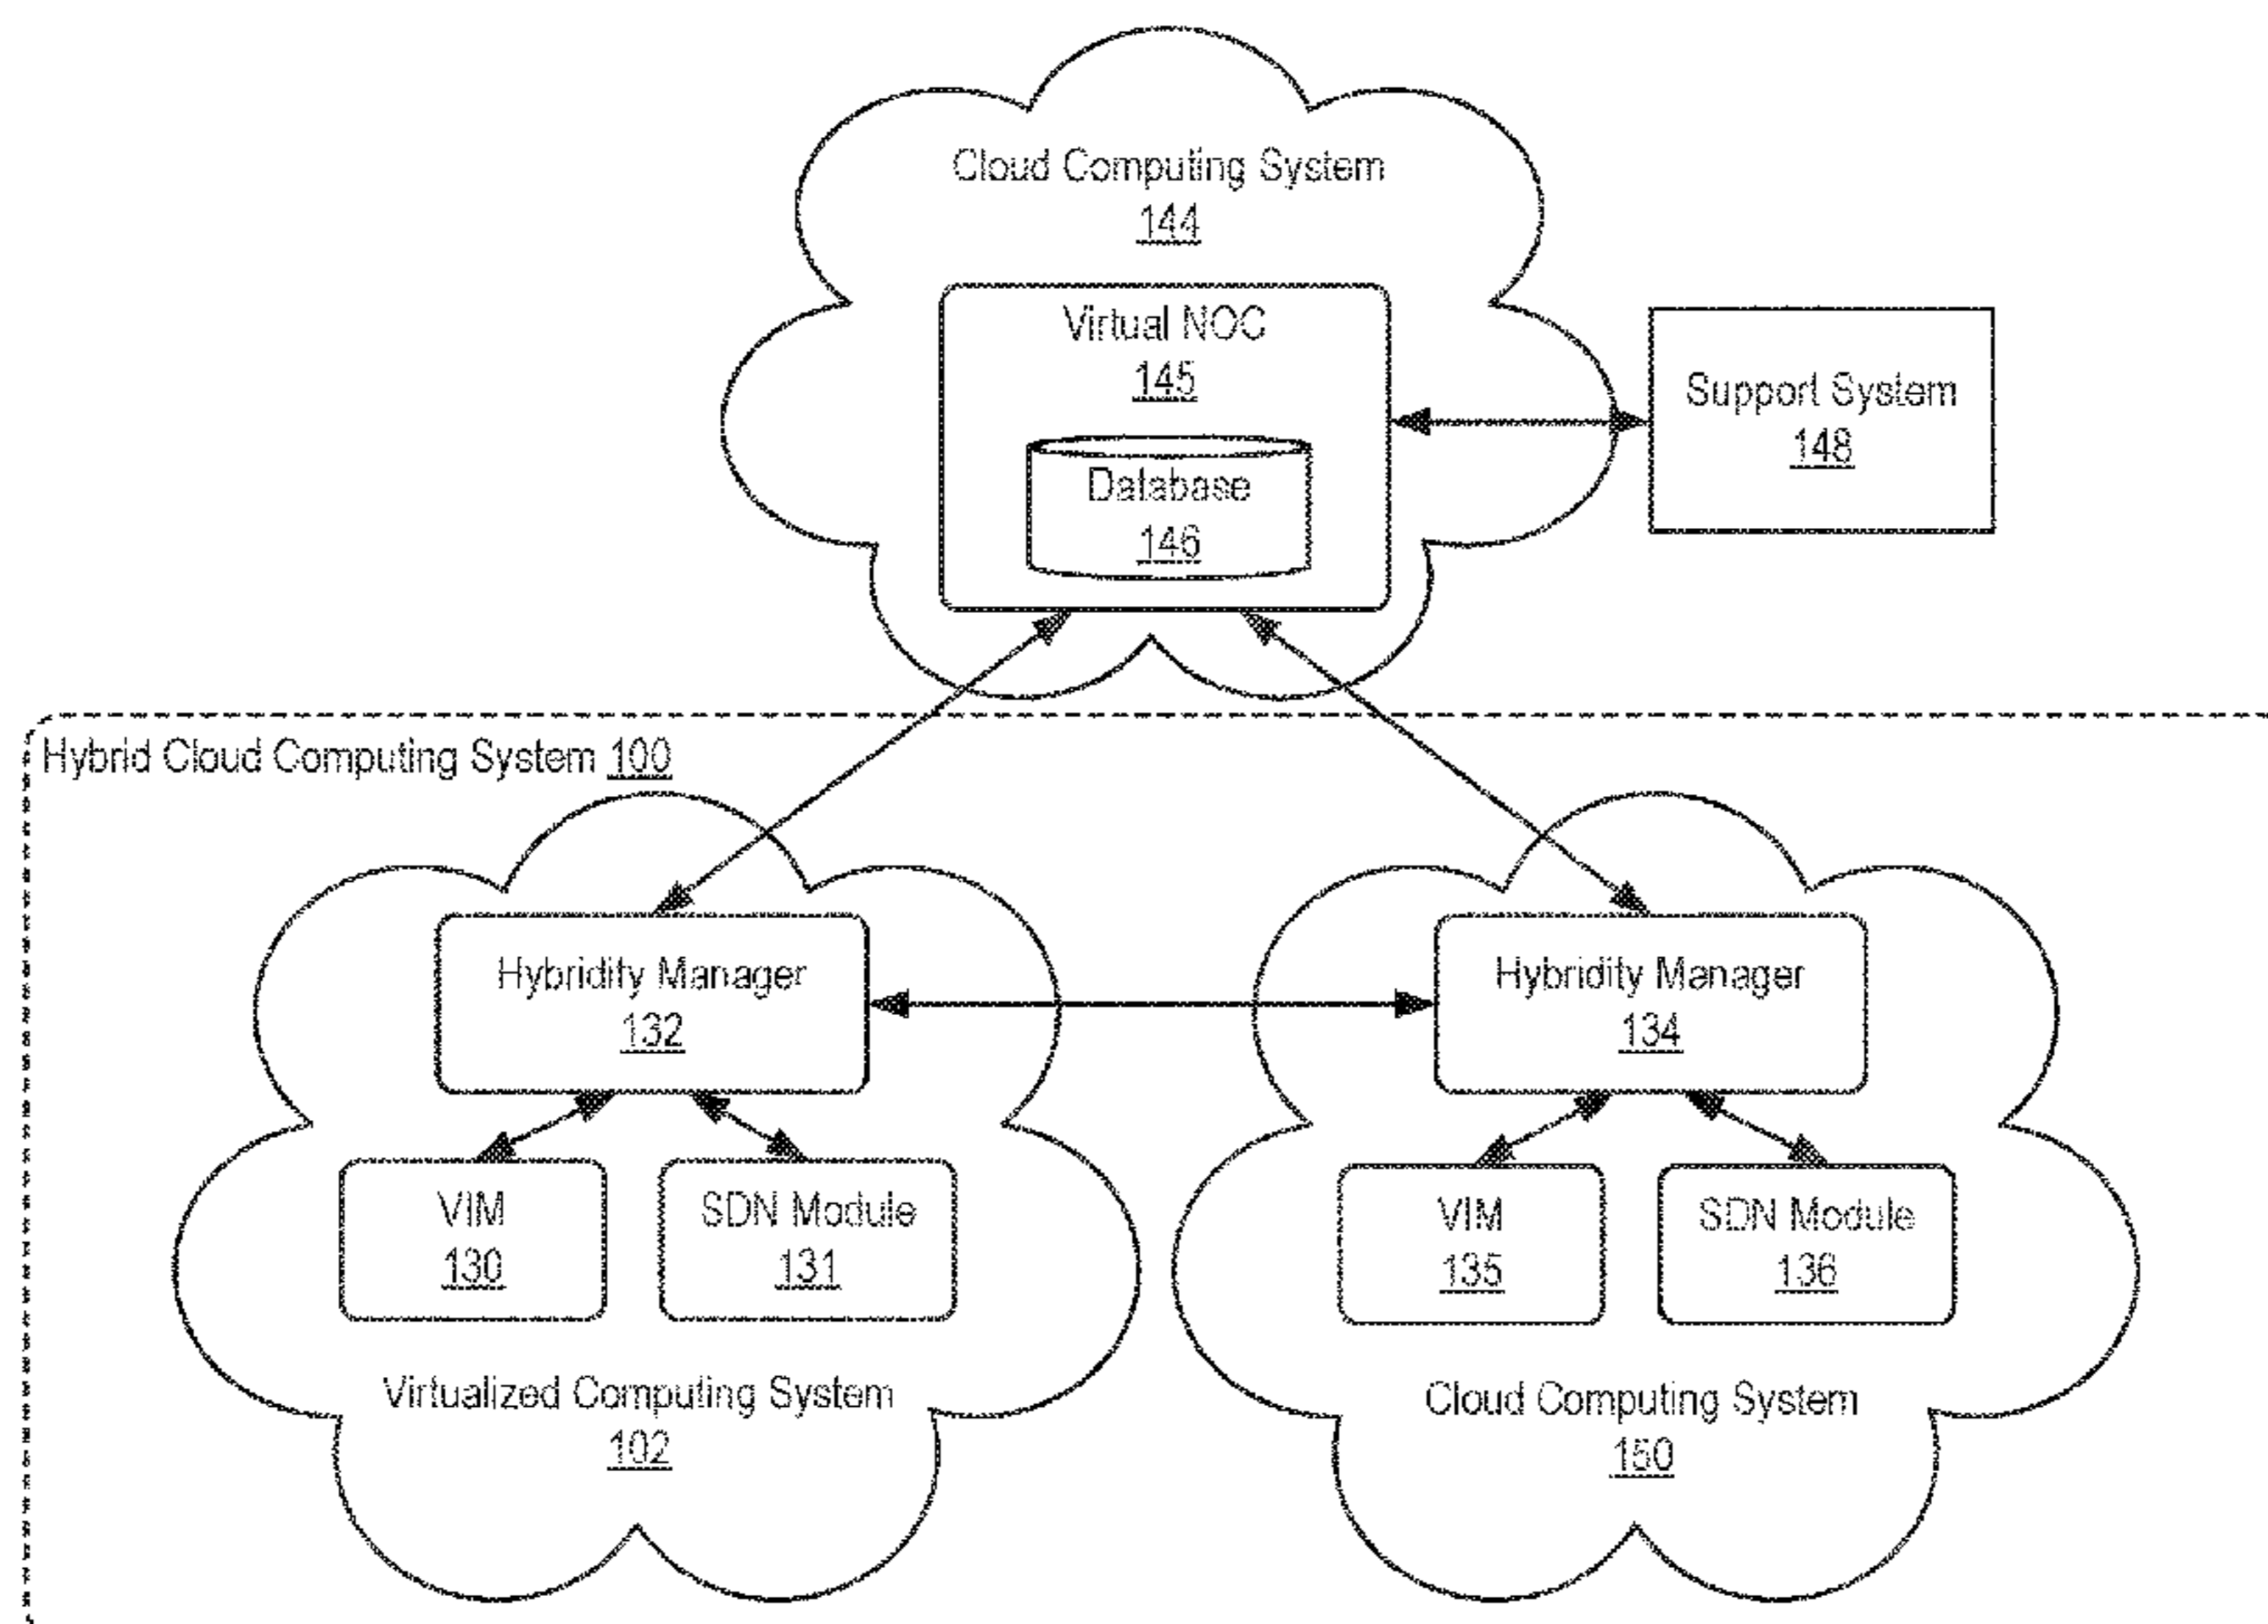 Cloud Computing System
144
Virtual NOC
145
Database
146
Support System
148
Hybrid Cloud Computing System 100
Hybridity Manager
132
Hybridity Manager
134
VIM
130
SDN Module
131
VIM
135
SDN Module
136
Virtualized Computing System
102
Cloud Computing System
150